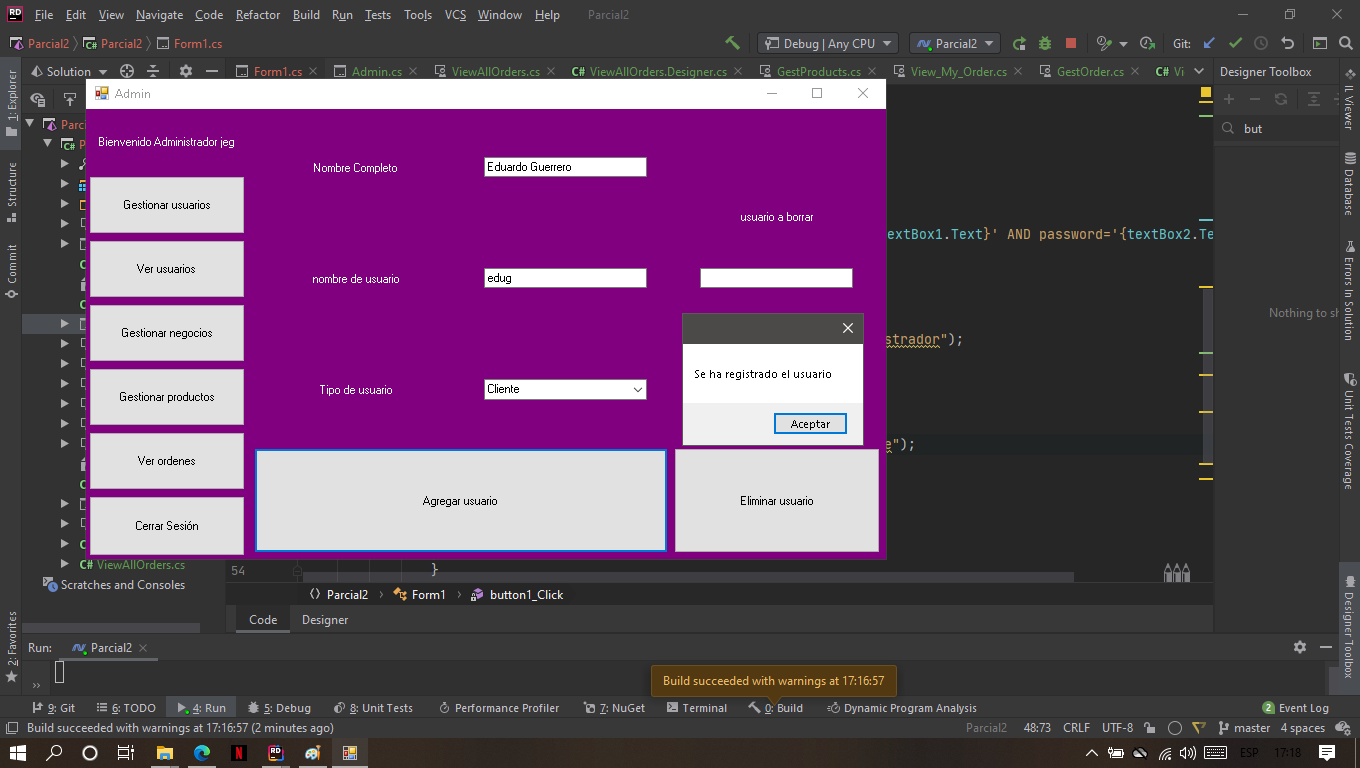 File Edit View Navigate Code Refactor Build Run Tests Tools VCS Window Help Parcial2
Parcial2 Parcial2 Form1.cs Debug | Any CPU Parcial2 Git:
Solution Form1.cs Admin.cs ViewAllOrders.cs ViewAllOrders.Designer.cs GestProducts.cs View_My_Order.cs GestOrder.cs Vi Designer Toolbox
Admin
but
Parci
Bienvenido Administrador jeg
Nombre Completo Eduardo Guerrero
Gestionar usuarios
usuario a borrar
extBox1.Text}' AND password='{textBox2.Te
Ver usuarios
nombre de usuario edug
Nothing to sh
Gestionar negocios
strador");
Se ha registrado el usuario
Tipo de usuario Cliente
Gestionar productos
Aceptar
e");
Ver ordenes
Agregar usuario
Eliminar usuario
Cerrar Sesión
ViewAllOrders.cs
54 }
Scratches and Consoles
Parcial2 Form1 button1_Click
Code Designer
Run: Parcial2
Build succeeded with warnings at 17:16:57
9: Git 6: TODO 4: Run 5: Debug 8: Unit Tests Performance Profiler 7: NuGet Terminal 0: Build Dynamic Program Analysis 2 Event Log
Build succeeded with warnings at 17:16:57 (2 minutes ago) Parcial2 48:73 CRLF UTF-8 master 4 spaces
ESP 17:18
1: Explorer
Structure
Commit
2: Favorites
IL Viewer
Database
Errors In Solution
Unit Tests Coverage
Designer Toolbox